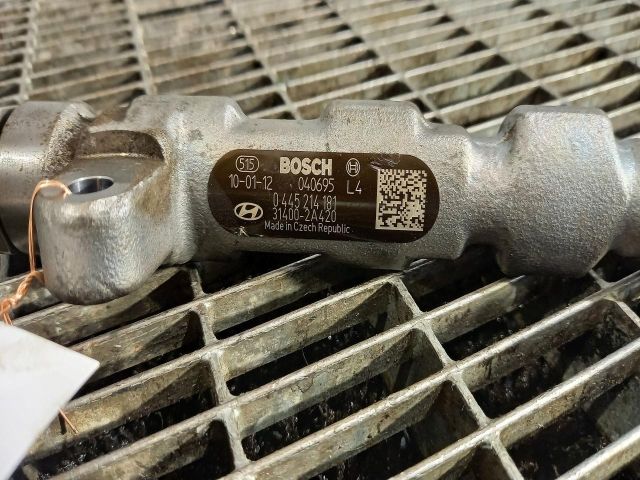 515 BOSCH
10-01-12 040695 L4
0 445 214 181
31400-2A420
Made in Czech Republic